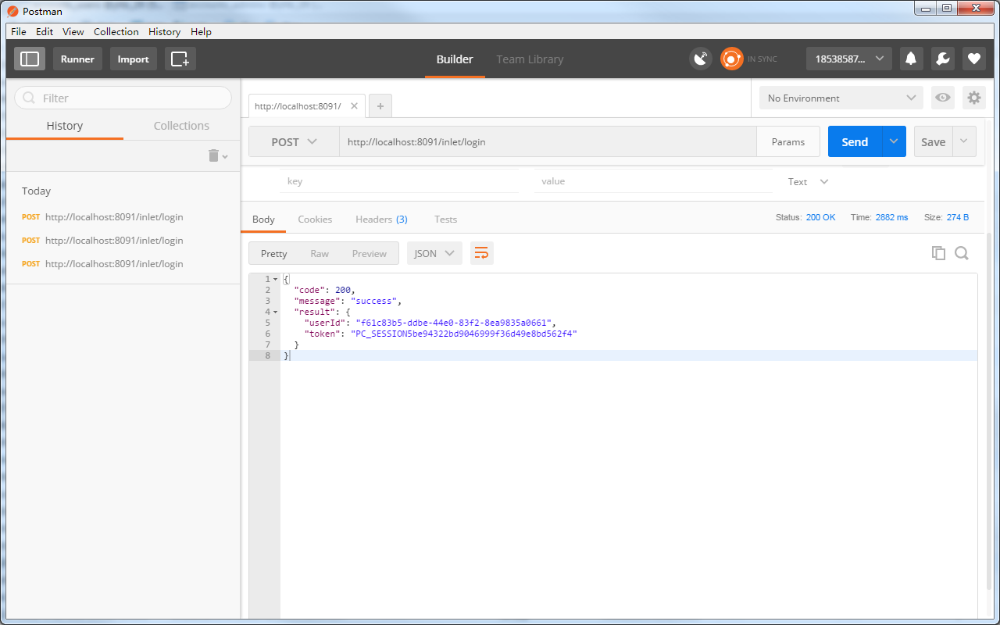 Postman
File Edit View Collection History Help
Runner Import Builder Team Library IN SYNC 18538587...
Filter
History Collections
Today
POST http://localhost:8091/inlet/login
POST http://localhost:8091/inlet/login
POST http://localhost:8091/inlet/login
http://localhost:8091/
No Environment
POST http://localhost:8091/inlet/login Params Send Save
key value Text
Body Cookies Headers (3) Tests Status: 200 OK Time: 2882 ms Size: 274 B
Pretty Raw Preview JSON
1 {
2 "code": 200,
3 "message": "success",
4 "result": {
5 "userId": "f61c83b5-ddbe-44e0-83f2-8ea9835a0661",
6 "token": "PC_SESSION5be94322bd9046999f36d49e8bd562f4"
7 }
8 }